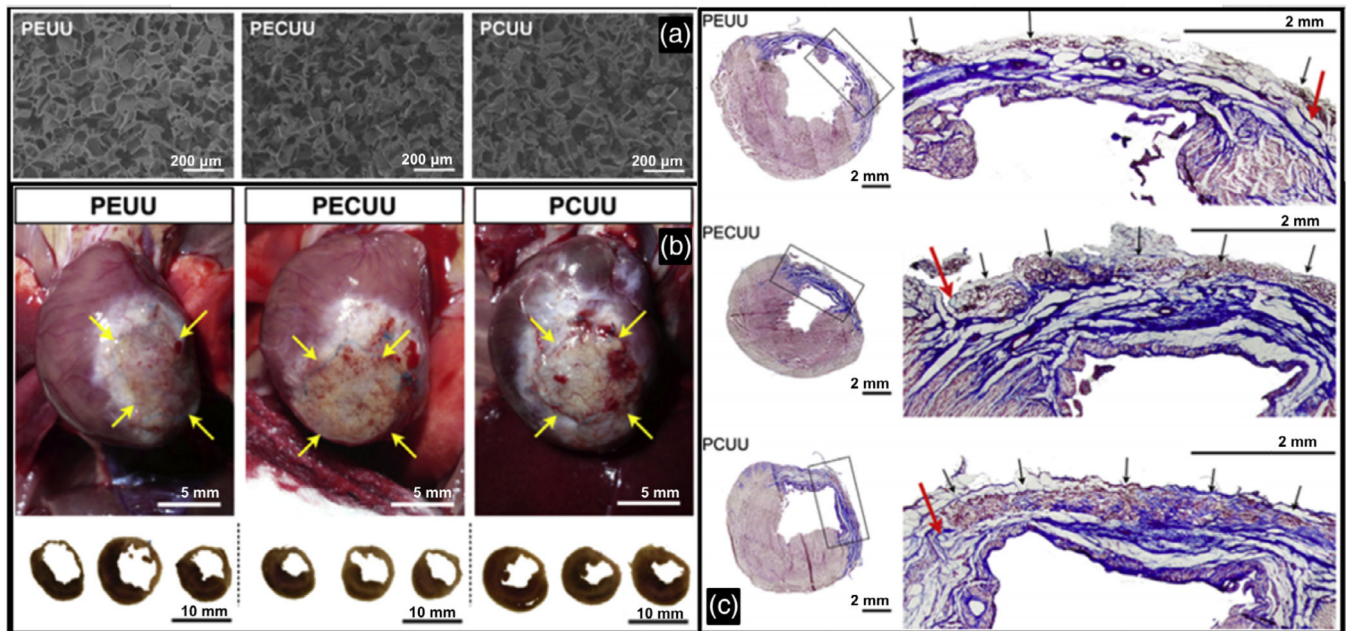 PEUU
PECUU
PCUU
(a)
200 µm
200 µm
200 µm
PEUU
PECUU
PCUU
(b)
5 mm
5 mm
5 mm
10 mm
10 mm
10 mm
PEUU
2 mm
2 mm
PECUU
2 mm
2 mm
PCUU
2 mm
2 mm
(c)